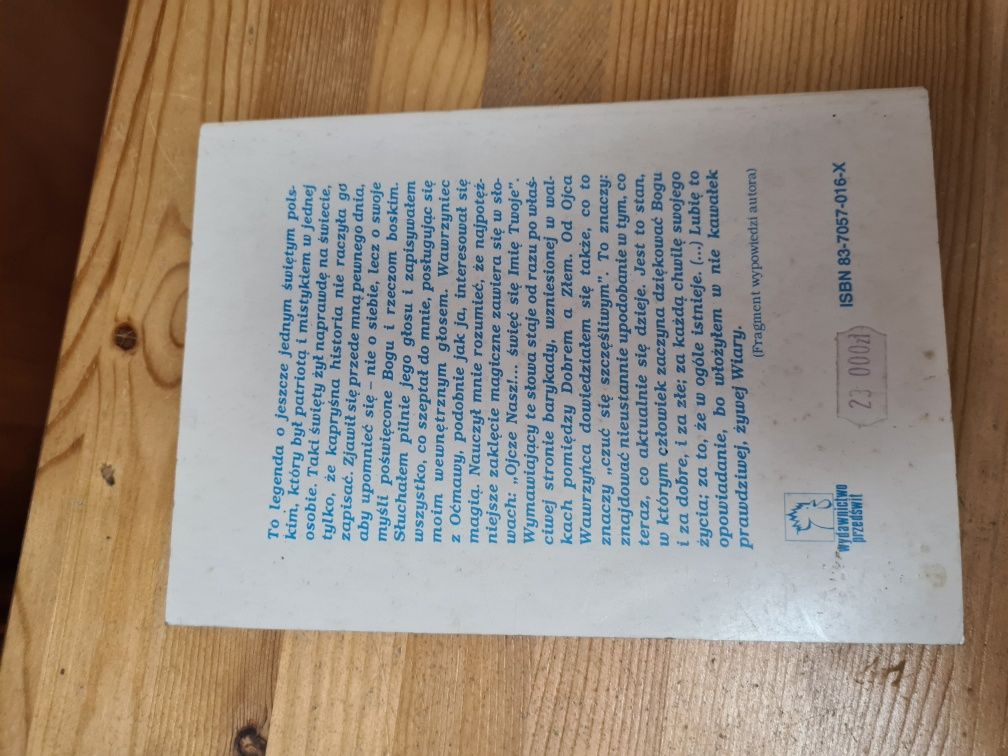 To legenda o jeszcze jednym świętym pols-
kim, który był patriotą i mistykiem w jednej
osobie. Taki święty żył naprawdę na świecie,
tylko, że kapryśna historia nie raczyła go
zapisać. Zjawił się przede mną pewnego dnia,
aby upomnieć się – nie o siebie, lecz o swoje
myśli poświęcone Bogu i rzeczom boskim.
Słuchałem pilnie jego głosu i zapisywałem
wszystko, co szeptał do mnie, posługując się
moim wewnętrznym głosem. Wawrzyniec
z Oćmawy, podobnie jak ja, interesował się
magią. Nauczył mnie rozumieć, że najpotęż-
niejsze zaklęcie magiczne zawiera się w sło-
wach: „Ojcze Nasz!... święć się Imię Twoje".
Wymawiający te słowa staje od razu po właś-
ciwej stronie barykady, wzniesionej w wal-
kach pomiędzy Dobrem a Złem. Od Ojca
Wawrzyńca dowiedziałem się także, co to
znaczy „czuć się szczęśliwym". To znaczy:
znajdować nieustannie upodobanie w tym, co
teraz, co aktualnie się dzieje. Jest to stan,
w którym człowiek zaczyna dziękować Bogu
i za dobre, i za złe; za każdą chwilę swojego
życia; za to, że w ogóle istnieje. (...) Lubię to
opowiadanie, bo włożyłem w nie kawałek
prawdziwej, żywej Wiary.
(Fragment wypowiedzi autora)
wydawnictwo
przedświt
23 000zł
ISBN 83-7057-016-X